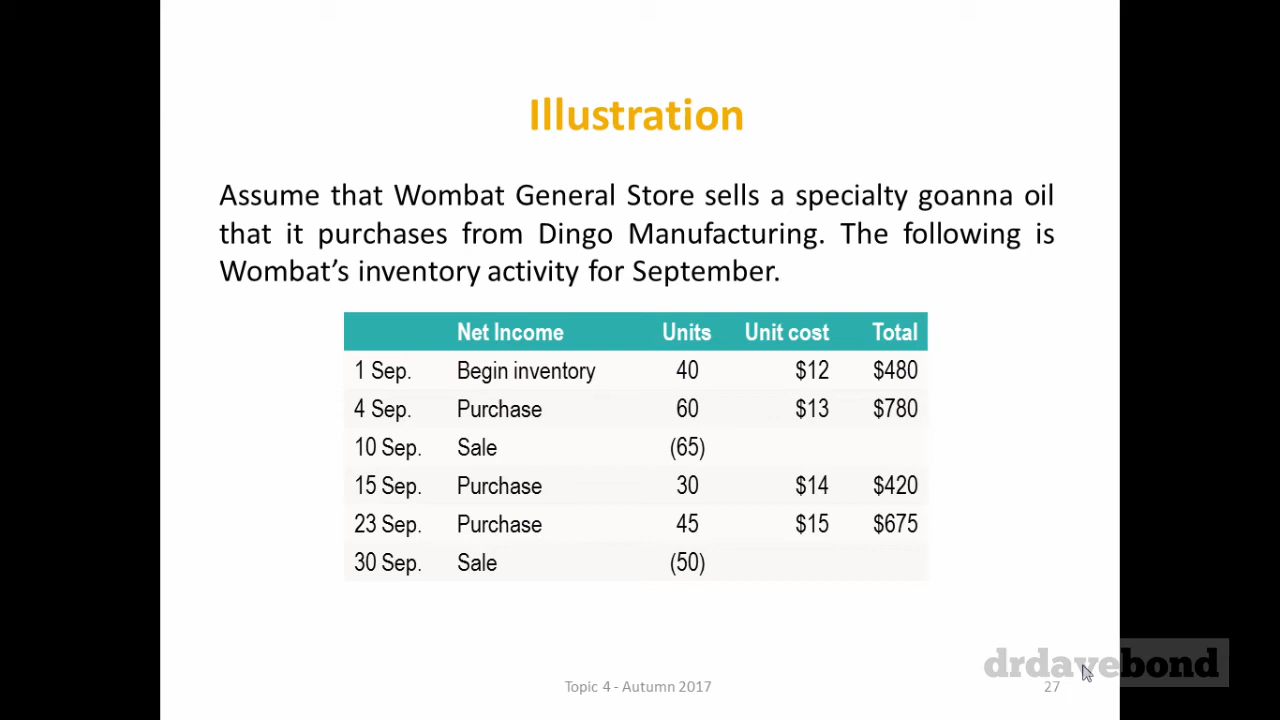 Illustration
Assume that Wombat General Store sells a specialty goanna oil
that it purchases from Dingo Manufacturing. The following is
Wombat’s inventory activity for September.
Net Income Units Unit cost Total
1 Sep. Begin inventory 40 $12 $480
4 Sep. Purchase 60 $13 $780
10 Sep. Sale (65)
15 Sep. Purchase 30 $14 $420
23 Sep. Purchase 45 $15 $675
30 Sep. Sale (50)
drdavebond
Topic 4 - Autumn 2017 27